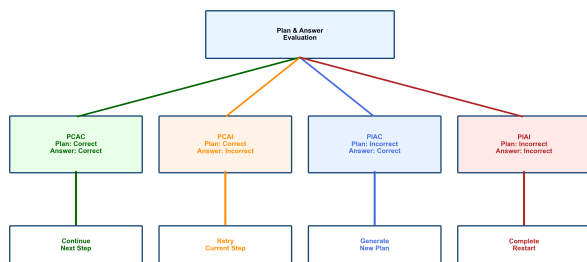 Plan & Answer
Evaluation
PCAC
Plan: Correct
Answer: Correct
PCAI
Plan: Correct
Answer: Incorrect
PIAC
Plan: Incorrect
Answer: Correct
PIAI
Plan: Incorrect
Answer: Incorrect
Continue
Next Step
Retry
Current Step
Generate
New Plan
Complete
Restart